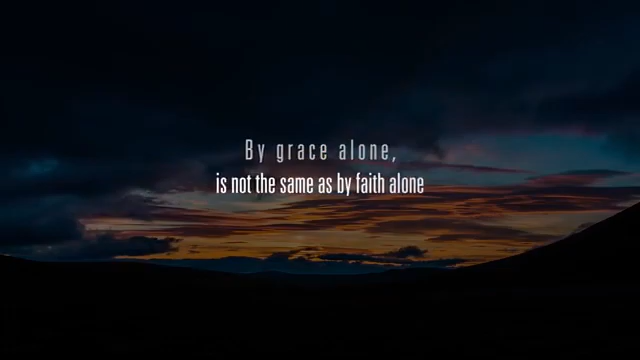 By grace alone,
is not the same as by faith alone